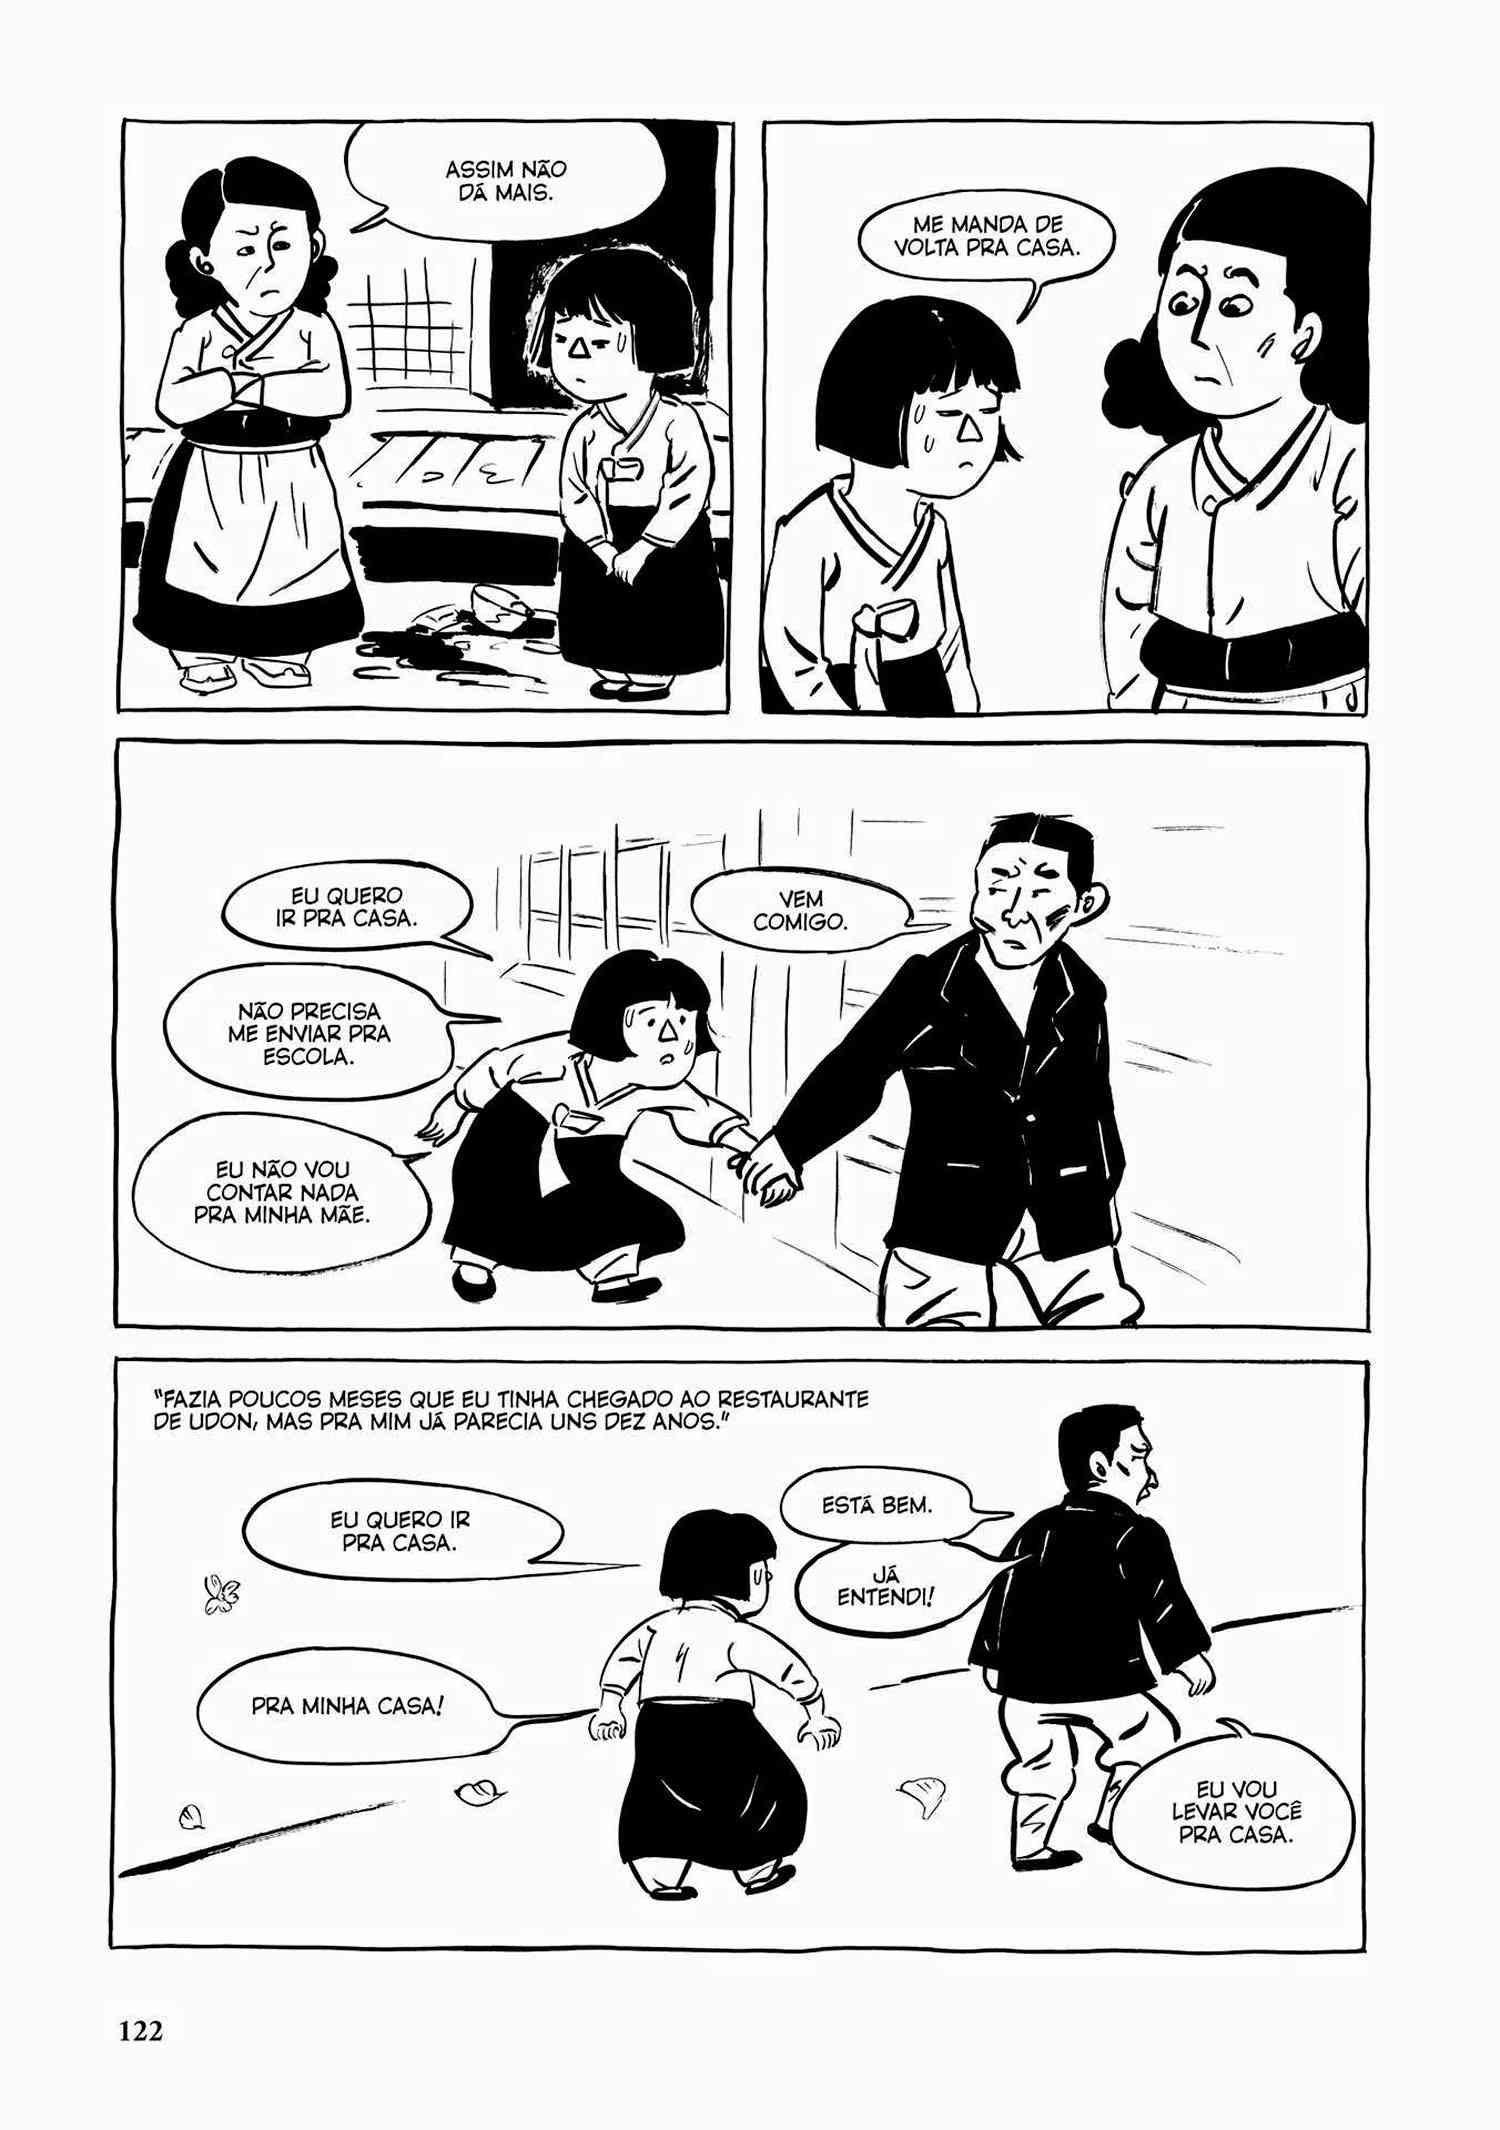 ASSIM NÃO
DÁ MAIS.
ME MANDA DE
VOLTA PRA CASA.
EU QUERO
IR PRA CASA.
NÃO PRECISA
ME ENVIAR PRA
ESCOLA.
EU NÃO VOU
CONTAR NADA
PRA MINHA MÃE.
VEM
COMIGO.
"FAZIA POUCOS MESES QUE EU TINHA CHEGADO AO RESTAURANTE
DE UDON, MAS PRA MIM JÁ PARECIA UNS DEZ ANOS."
EU QUERO IR
PRA CASA.
PRA MINHA CASA!
ESTÁ BEM.
JÁ
ENTENDI!
EU VOU
LEVAR VOCÊ
PRA CASA.
122